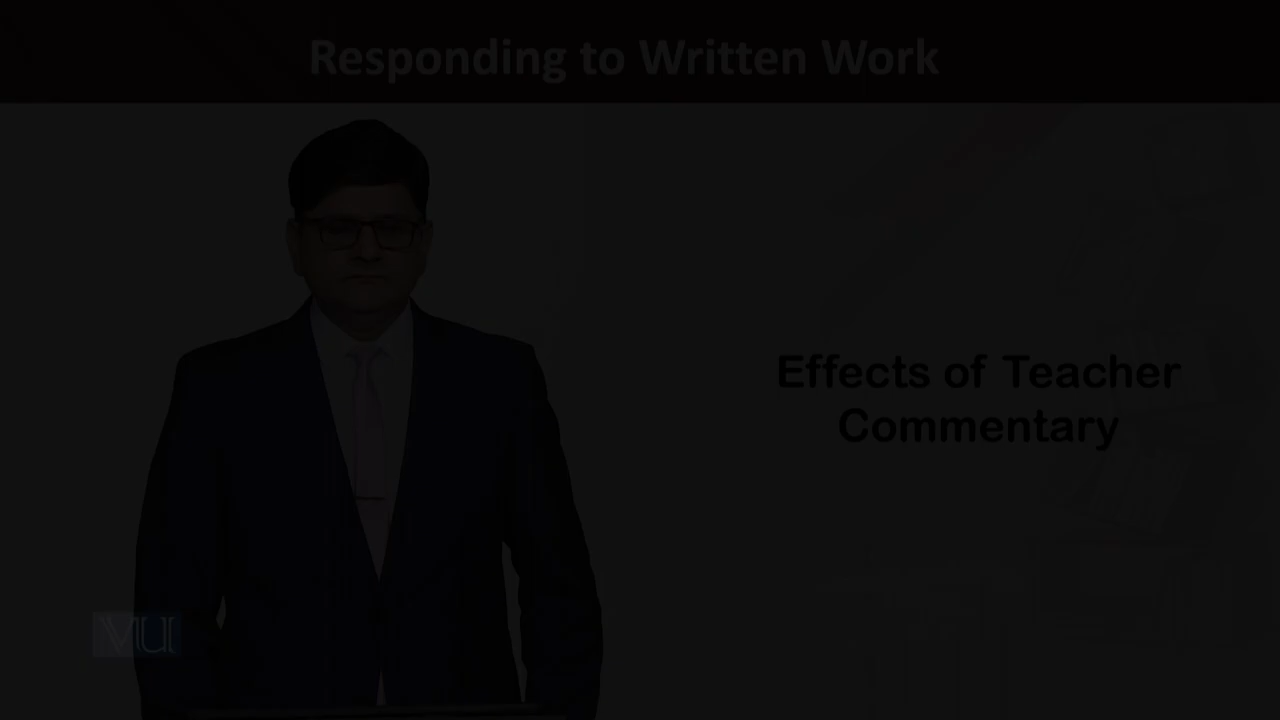 Responding to Written Work
Effects of Teacher
Commentary
VU